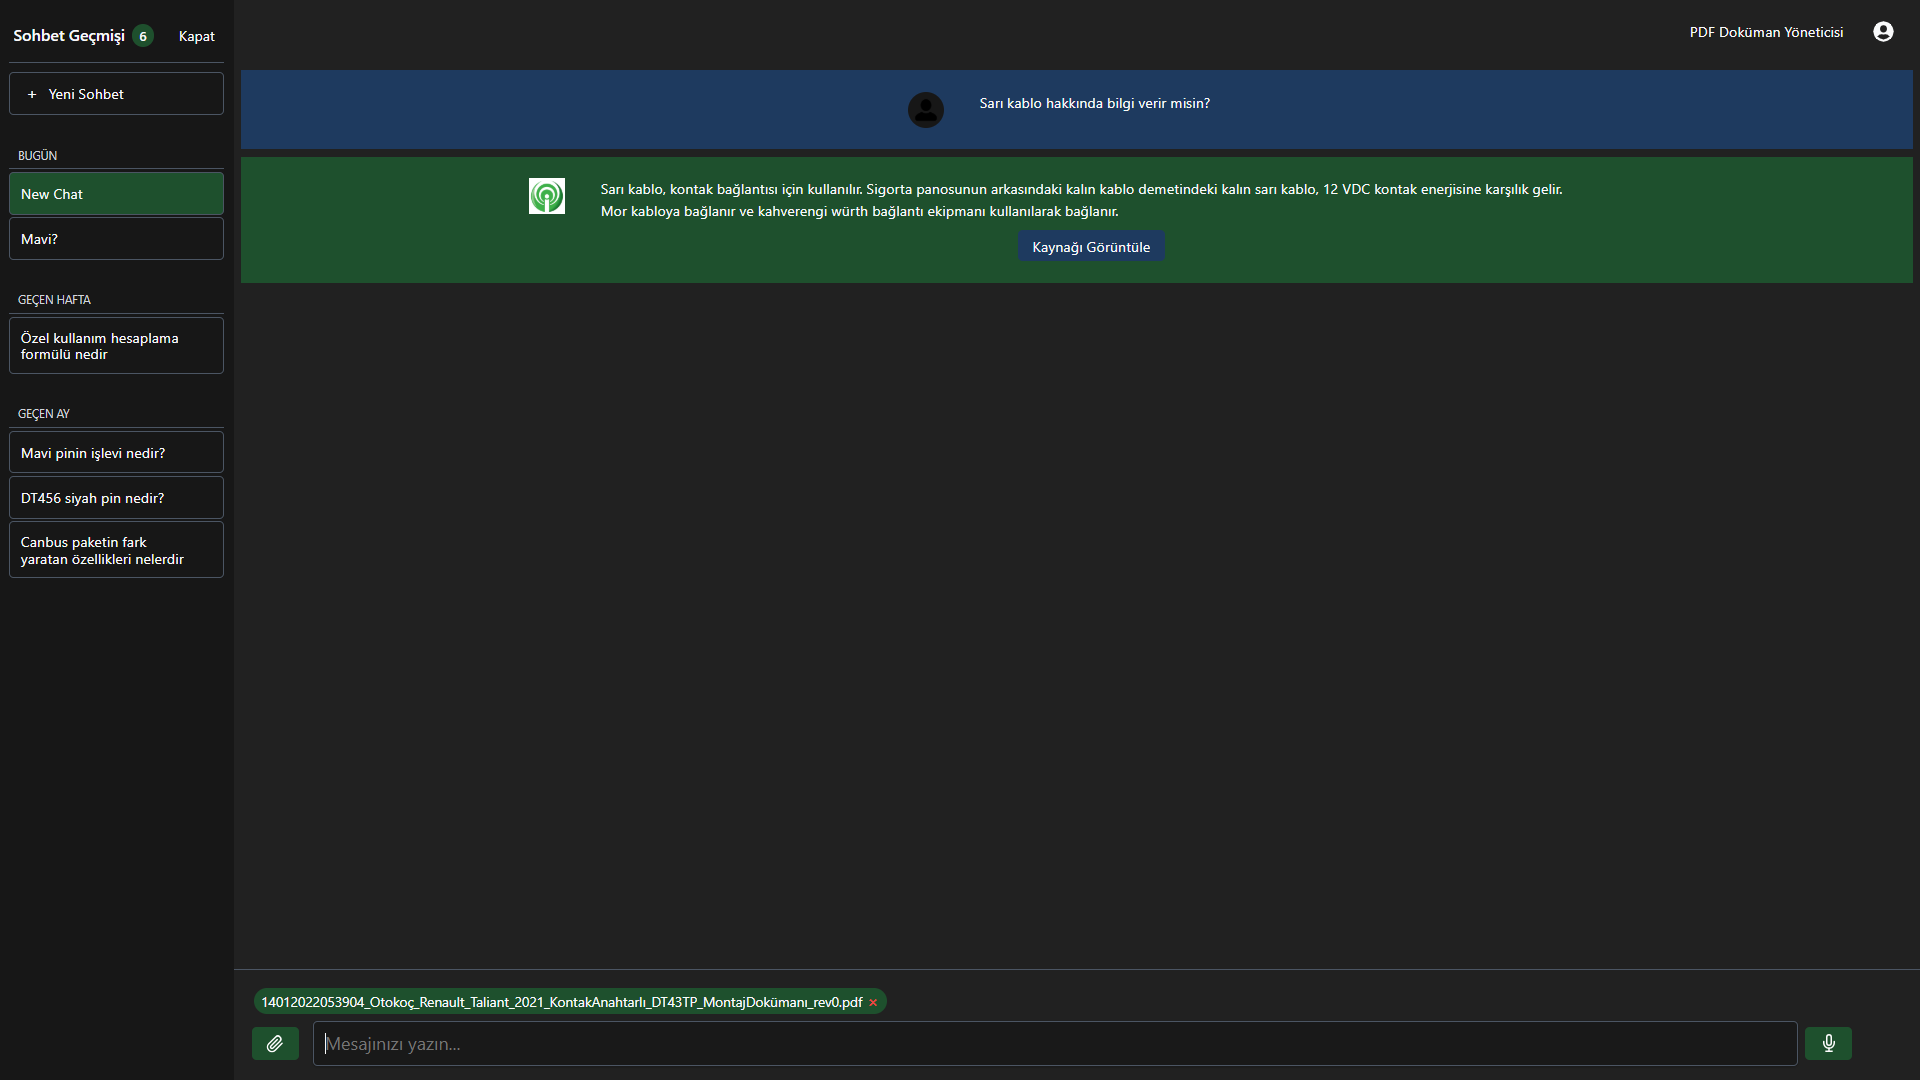 Sohbet Geçmişi 6 Kapat
+ Yeni Sohbet
BUGÜN
New Chat
Mavi?
GEÇEN HAFTA
Özel kullanım hesaplama
formülü nedir
GEÇEN AY
Mavi pinin işlevi nedir?
DT456 siyah pin nedir?
Canbus paketin fark
yaratan özellikleri nelerdir
PDF Doküman Yöneticisi
Sarı kablo hakkında bilgi verir misin?
Sarı kablo, kontak bağlantısı için kullanılır. Sigorta panosunun arkasındaki kalın kablo demetindeki kalın sarı kablo, 12 VDC kontak enerjisine karşılık gelir.
Mor kabloya bağlanır ve kahverengi würth bağlantı ekipmanı kullanılarak bağlanır.
Kaynağı Görüntüle
14012022053904_Otokoç_Renault_Taliant_2021_KontakAnahtarlı_DT43TP_MontajDokümanı_rev0.pdf ×
Mesajınızı yazın...